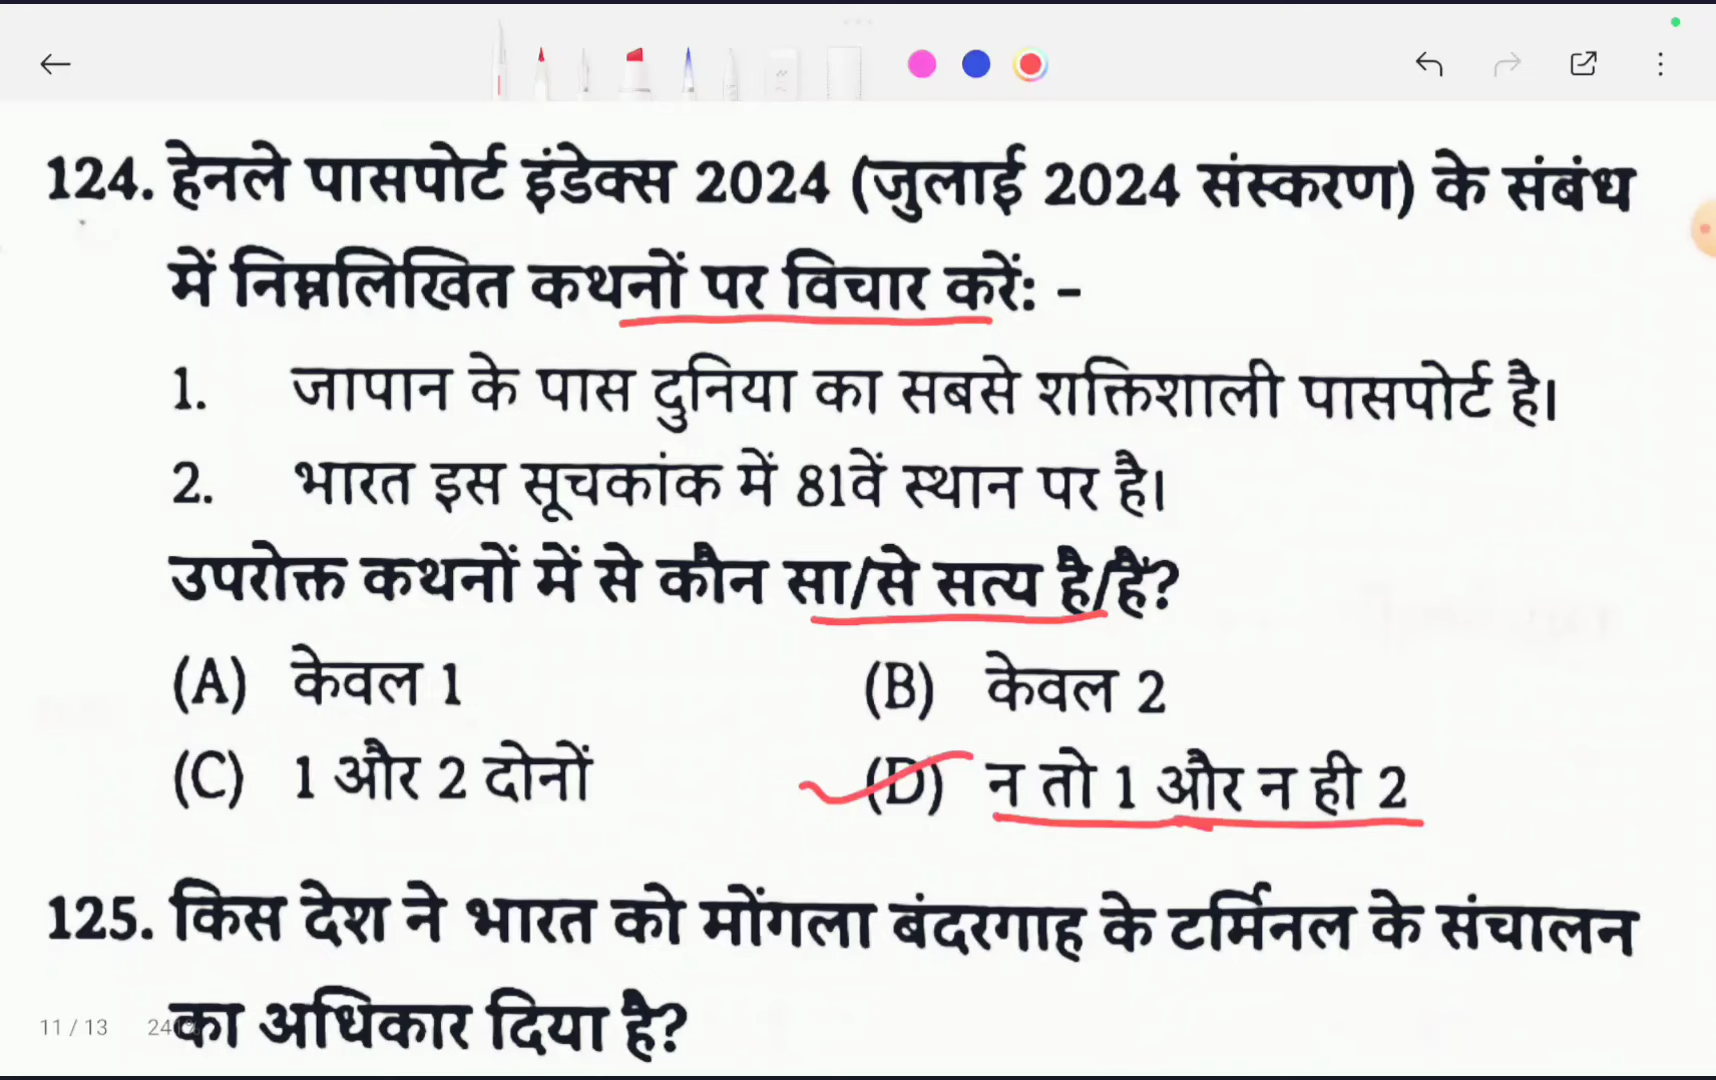 124. हेनले पासपोर्ट इंडेक्स 2024 (जुलाई 2024 संस्करण) के संबंध
में निम्नलिखित कथनों पर विचार करें: -
1. जापान के पास दुनिया का सबसे शक्तिशाली पासपोर्ट है।
2. भारत इस सूचकांक में 81वें स्थान पर है।
उपरोक्त कथनों में से कौन सा/से सत्य है/हैं?
(A) केवल 1 (B) केवल 2
(C) 1 और 2 दोनों (D) न तो 1 और न ही 2
125. किस देश ने भारत को मोंगला बंदरगाह के टर्मिनल के संचालन
का अधिकार दिया है?
11 / 13